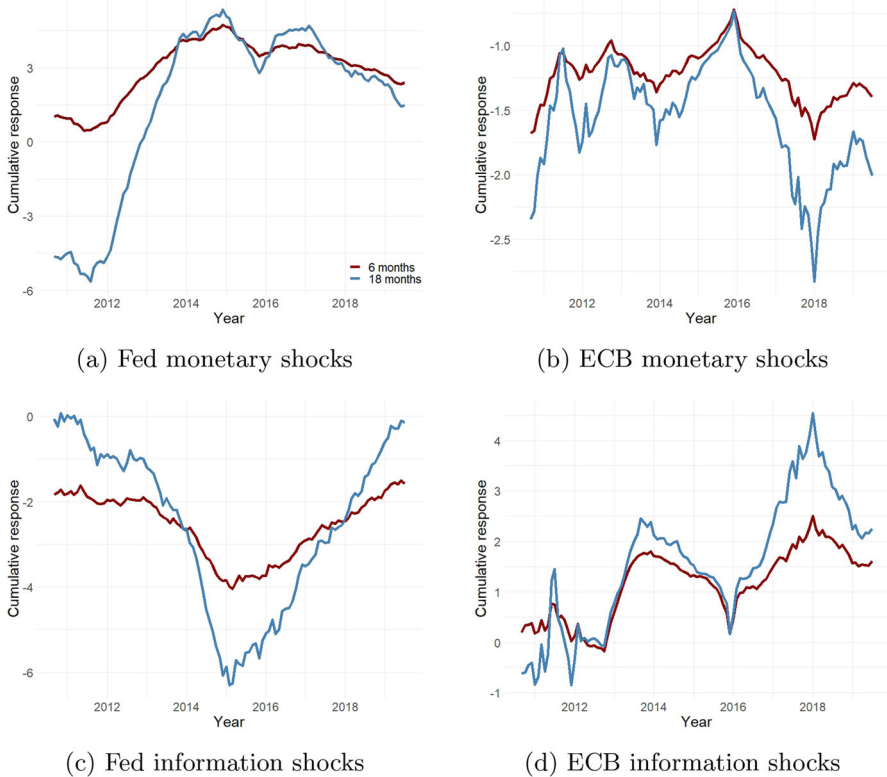 Cumulative response
3
0
-3
-6
6 months
18 months
2012 2014 2016 2018
Year
(a) Fed monetary shocks
Cumulative response
-1.0
-1.5
-2.0
-2.5
2012 2014 2016 2018
Year
(b) ECB monetary shocks
Cumulative response
0
-2
-4
-6
2012 2014 2016 2018
Year
(c) Fed information shocks
Cumulative response
4
3
2
1
0
-1
2012 2014 2016 2018
Year
(d) ECB information shocks